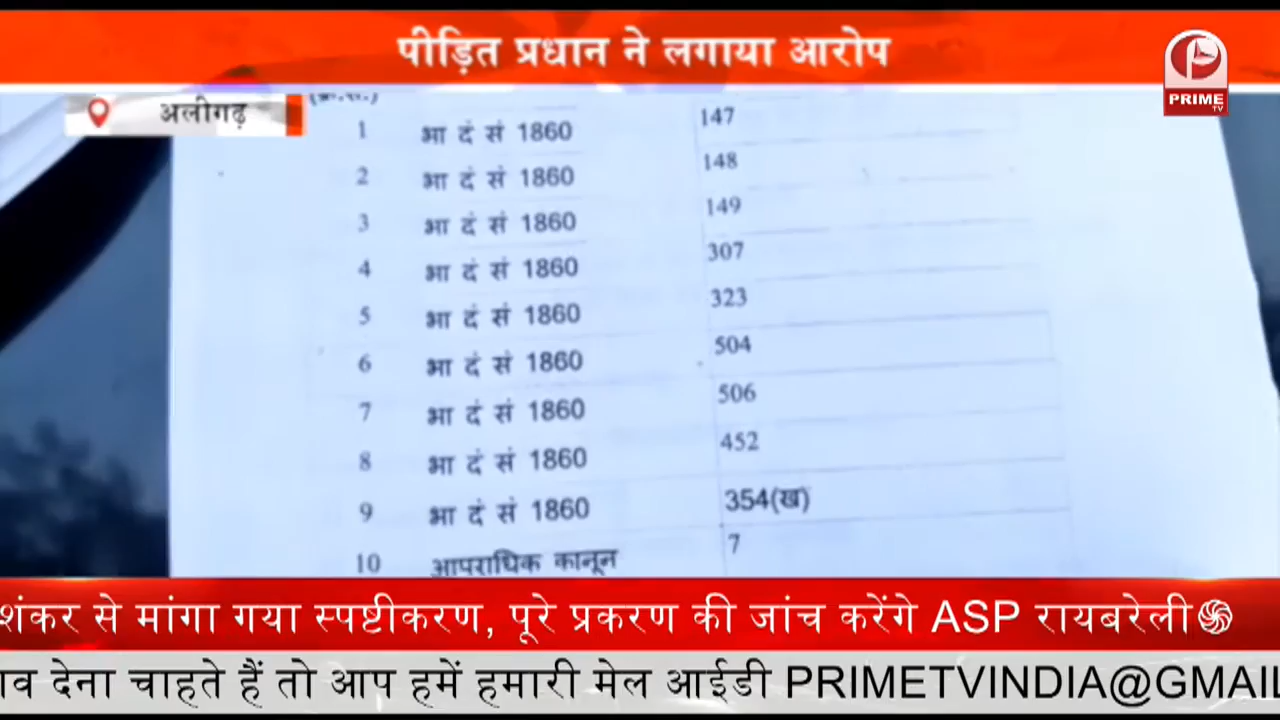 पीड़ित प्रधान ने लगाया आरोप
PRIME
TV
अलीगढ़
(क्र.सं.)
1 भा दं सं 1860 147
2 भा दं सं 1860 148
3 भा दं सं 1860 149
4 भा दं सं 1860 307
5 भा दं सं 1860 323
6 भा दं सं 1860 504
7 भा दं सं 1860 506
8 भा दं सं 1860 452
9 भा दं सं 1860 354(ख)
10 आपराधिक कानून 7
शंकर से मांगा गया स्पष्टीकरण, पूरे प्रकरण की जांच करेंगे ASP रायबरेली
व देना चाहते हैं तो आप हमें हमारी मेल आईडी PRIMETVINDIA@GMAIL